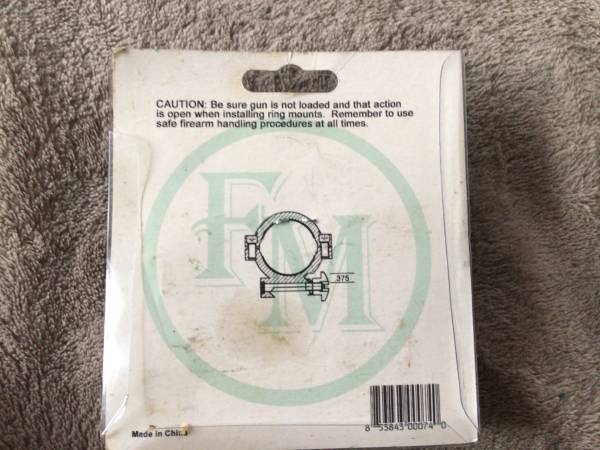 CAUTION: Be sure gun is not loaded and that action
is open when installing ring mounts. Remember to use
safe firearm handling procedures at all times.
FM
.375
Made in China
8 53843 00074 0